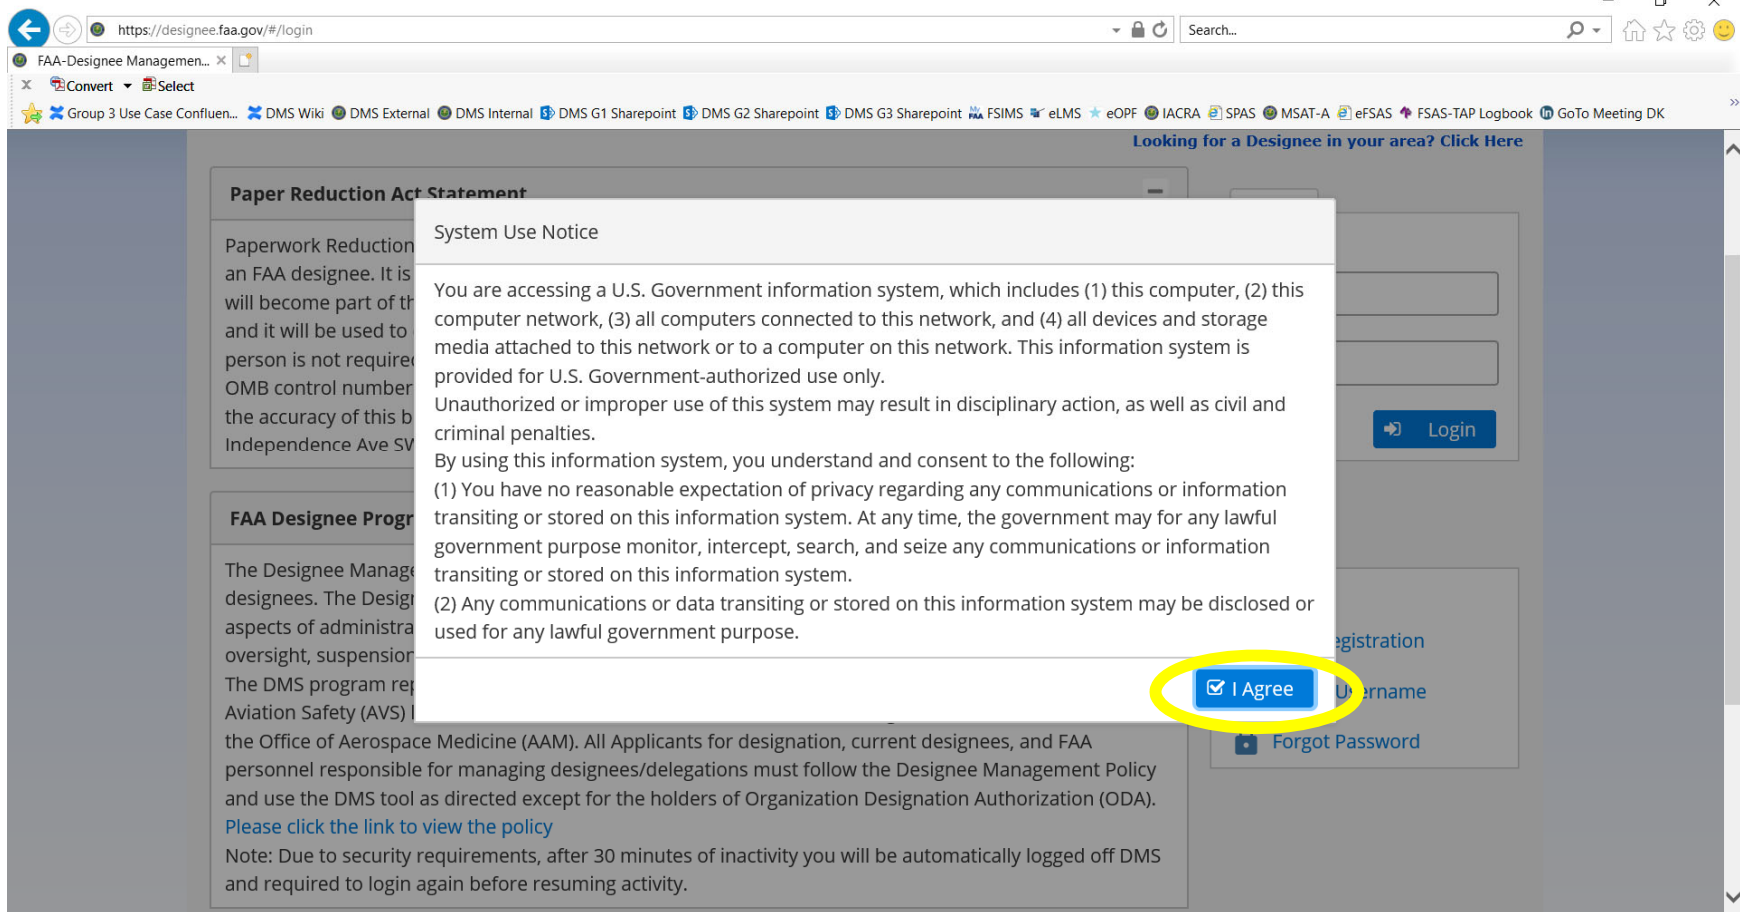 https://designee.faa.gov/#/login
Search...
FAA-Designee Managemen...
Convert Select
Group 3 Use Case Confluen... DMS Wiki DMS External DMS Internal DMS G1 Sharepoint DMS G2 Sharepoint DMS G3 Sharepoint FSIMS eLMS eOPF IACRA SPAS MSAT-A eFSAS FSAS-TAP Logbook GoTo Meeting DK
Looking for a Designee in your area? Click Here
Paper Reduction Act Statement
Paperwork Reduction
an FAA designee. It is
will become part of th
and it will be used to
person is not require
OMB control number
the accuracy of this b
Independence Ave SW
System Use Notice
You are accessing a U.S. Government information system, which includes (1) this computer, (2) this
computer network, (3) all computers connected to this network, and (4) all devices and storage
media attached to this network or to a computer on this network. This information system is
provided for U.S. Government-authorized use only.
Unauthorized or improper use of this system may result in disciplinary action, as well as civil and
criminal penalties.
By using this information system, you understand and consent to the following:
(1) You have no reasonable expectation of privacy regarding any communications or information
transiting or stored on this information system. At any time, the government may for any lawful
government purpose monitor, intercept, search, and seize any communications or information
transiting or stored on this information system.
(2) Any communications or data transiting or stored on this information system may be disclosed or
used for any lawful government purpose.
I Agree
Login
FAA Designee Progr
The Designee Manage
designees. The Design
aspects of administra
oversight, suspension
The DMS program rep
Aviation Safety (AVS)
the Office of Aerospace Medicine (AAM). All Applicants for designation, current designees, and FAA
personnel responsible for managing designees/delegations must follow the Designee Management Policy
and use the DMS tool as directed except for the holders of Organization Designation Authorization (ODA).
Please click the link to view the policy
Note: Due to security requirements, after 30 minutes of inactivity you will be automatically logged off DMS
and required to login again before resuming activity.
egistration
Username
Forgot Password